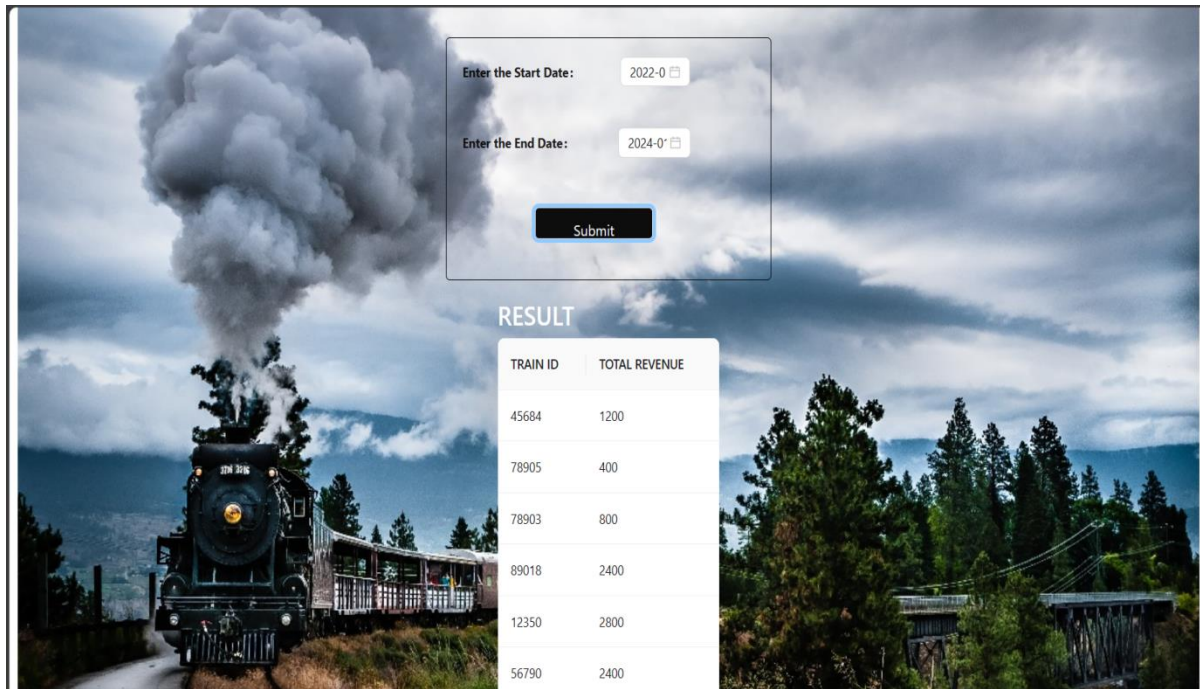 Enter the Start Date:
2022-0
Enter the End Date:
2024-01
Submit
RESULT
TRAIN ID TOTAL REVENUE
45684 1200
78905 400
78903 800
89018 2400
12350 2800
56790 2400